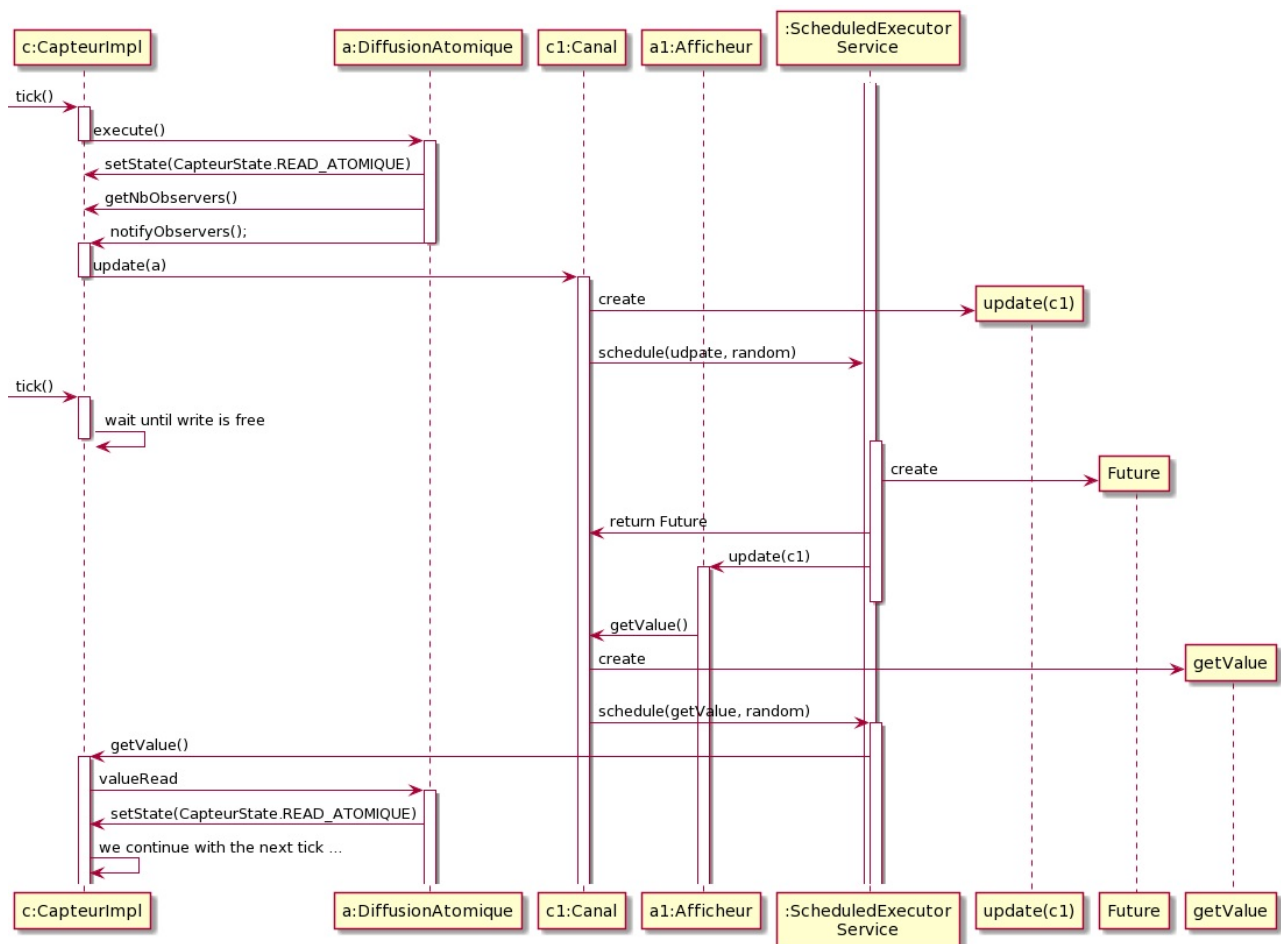 c:CapteurImpl
a:DiffusionAtomique
c1:Canal
a1:Afficheur
:ScheduledExecutor
Service
tick()
execute()
setState(CapteurState.READ_ATOMIQUE)
getNbObservers()
notifyObservers();
update(a)
create
update(c1)
schedule(udpate, random)
tick()
wait until write is free
create
Future
return Future
update(c1)
getValue()
create
getValue
schedule(getValue, random)
getValue()
valueRead
setState(CapteurState.READ_ATOMIQUE)
we continue with the next tick ...
c:CapteurImpl
a:DiffusionAtomique
c1:Canal
a1:Afficheur
:ScheduledExecutor
Service
update(c1)
Future
getValue